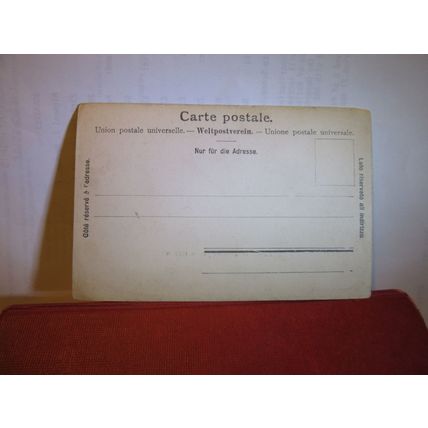 Carte postale.
Union postale universelle. — Weltpostverein. — Unione postale universale.
Nur für die Adresse.
Côté réservé à l'adresse.
Lato riservato all' indirizzo.